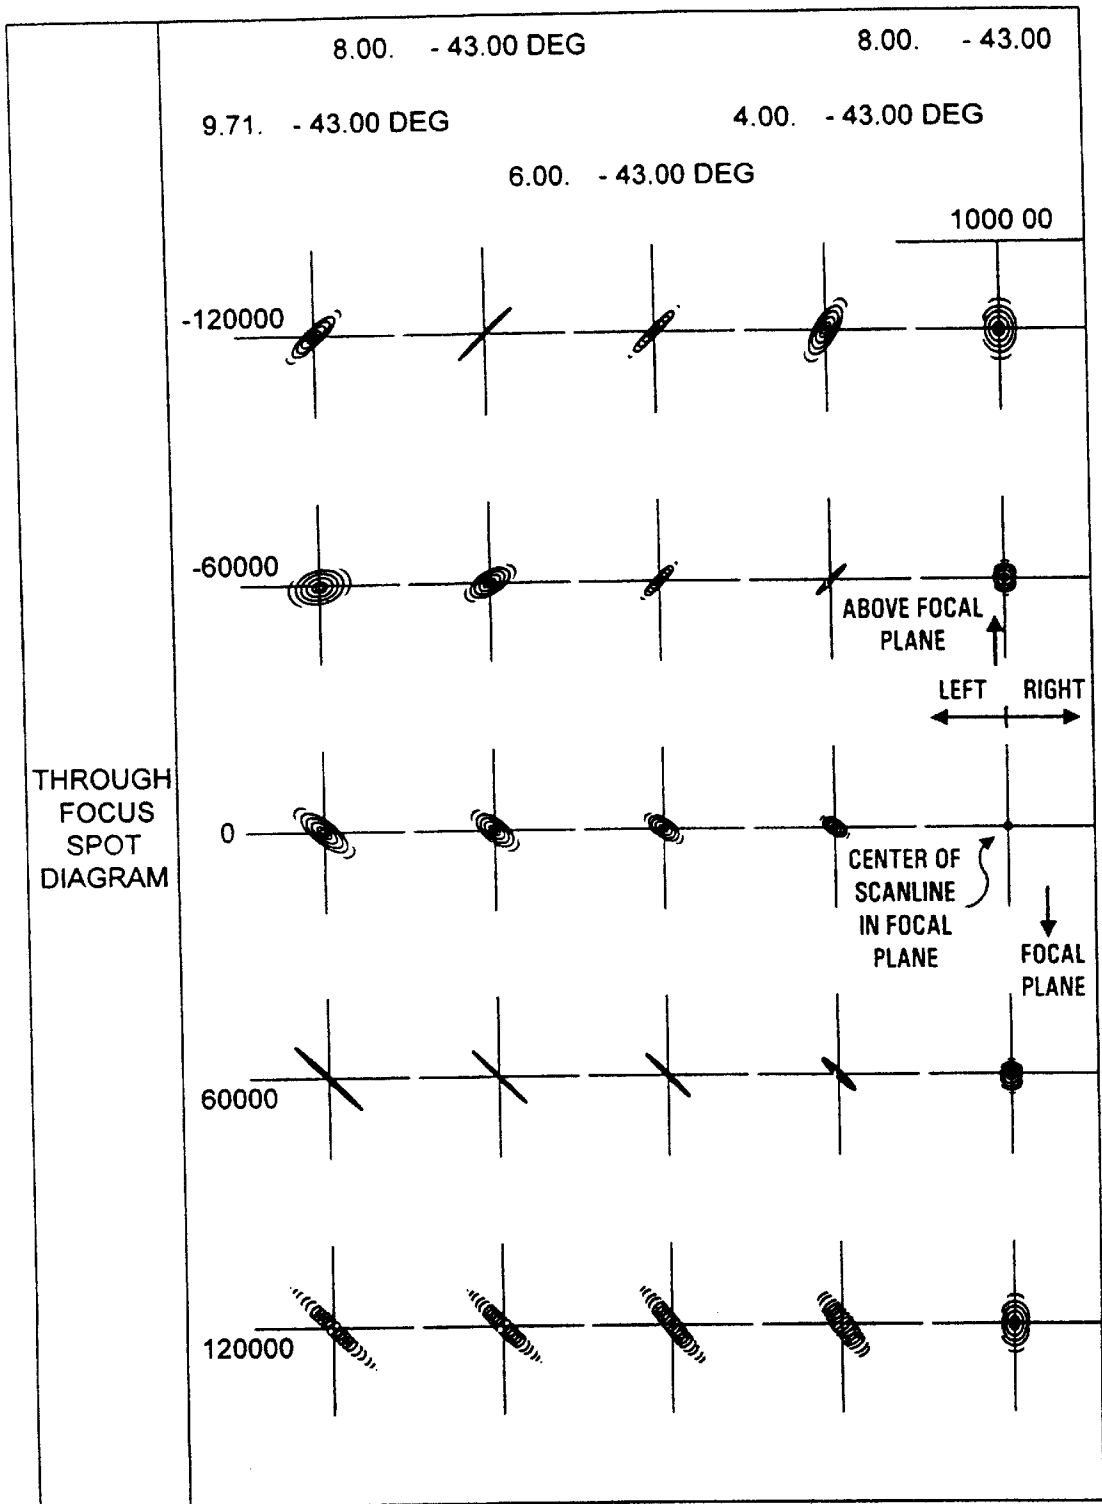 8.00. - 43.00 DEG
8.00. - 43.00
9.71. - 43.00 DEG
4.00. - 43.00 DEG
6.00. - 43.00 DEG
1000 00
-120000
-60000
ABOVE FOCAL
PLANE
LEFT RIGHT
THROUGH
FOCUS
SPOT
DIAGRAM
0
CENTER OF
SCANLINE
IN FOCAL
PLANE
FOCAL
PLANE
60000
120000